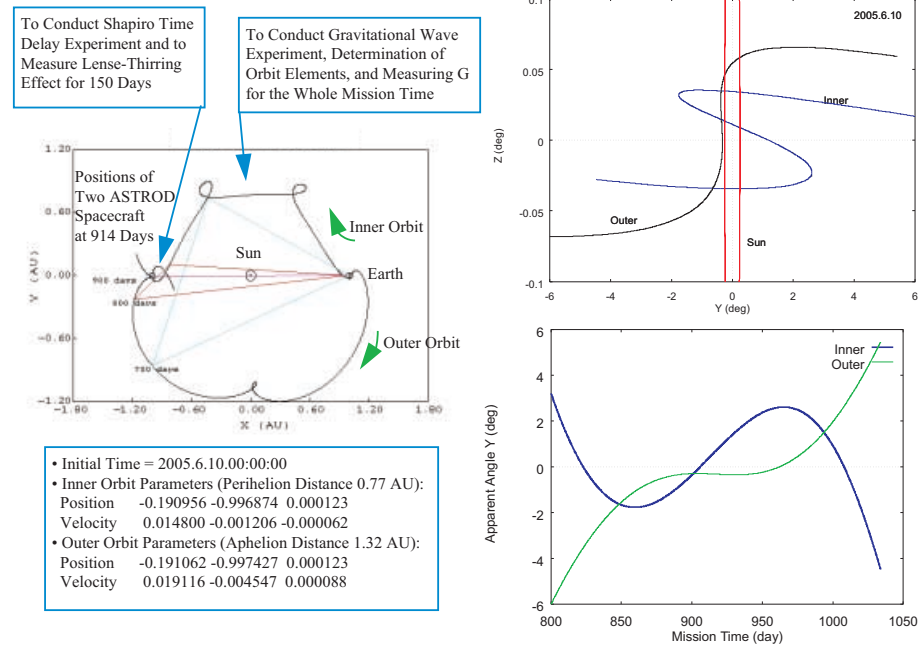 To Conduct Shapiro Time
Delay Experiment and to
Measure Lense-Thirring
Effect for 150 Days
To Conduct Gravitational Wave
Experiment, Determination of
Orbit Elements, and Measuring G
for the Whole Mission Time
1.20
0.60
0.00
-0.60
-1.20
Y (AU)
Positions of
Two ASTROD
Spacecraft
at 914 Days
Sun
Inner Orbit
Earth
Outer Orbit
900 days
800 days
700 days
-1.80 -1.20 -0.60 0.00 0.60 1.20 1.80
X (AU)
• Initial Time = 2005.6.10.00:00:00
• Inner Orbit Parameters (Perihelion Distance 0.77 AU):
Position -0.190956 -0.996874 0.000123
Velocity 0.014800 -0.001206 -0.000062
• Outer Orbit Parameters (Aphelion Distance 1.32 AU):
Position -0.191062 -0.997427 0.000123
Velocity 0.019116 -0.004547 0.000088
0.1
0.05
0
-0.05
-0.1
Z (deg)
2005.6.10
Inner
Outer
Sun
-6 -4 -2 0 2 4 6
Y (deg)
6
4
2
0
-2
-4
-6
Apparent Angle Y (deg)
Inner
Outer
800 850 900 950 1000 1050
Mission Time (day)